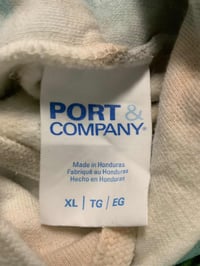 PORT &
COMPANY®
Made in Honduras
Fabriqué au Honduras
Hecho en Honduras
XL | TG | EG